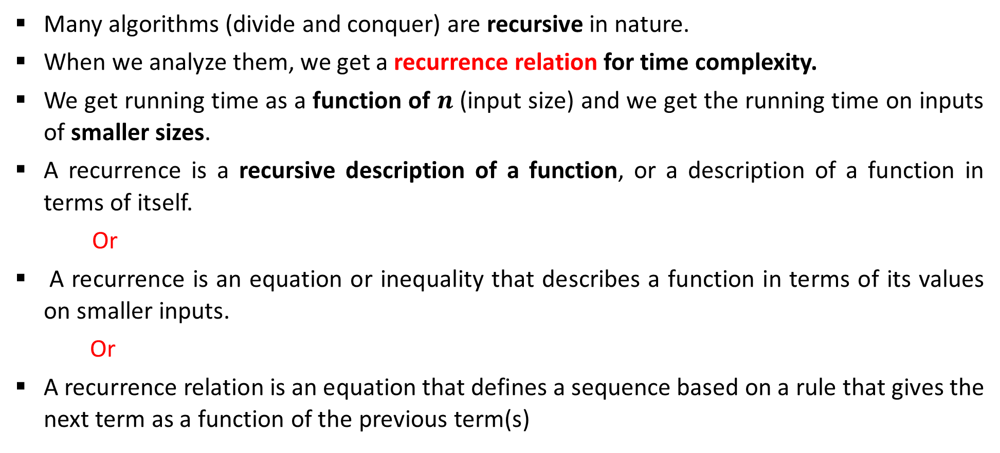 ▪ Many algorithms (divide and conquer) are recursive in nature.
▪ When we analyze them, we get a recurrence relation for time complexity.
▪ We get running time as a function of n (input size) and we get the running time on inputs
of smaller sizes.
▪ A recurrence is a recursive description of a function, or a description of a function in
terms of itself.
Or
▪ A recurrence is an equation or inequality that describes a function in terms of its values
on smaller inputs.
Or
▪ A recurrence relation is an equation that defines a sequence based on a rule that gives the
next term as a function of the previous term(s)